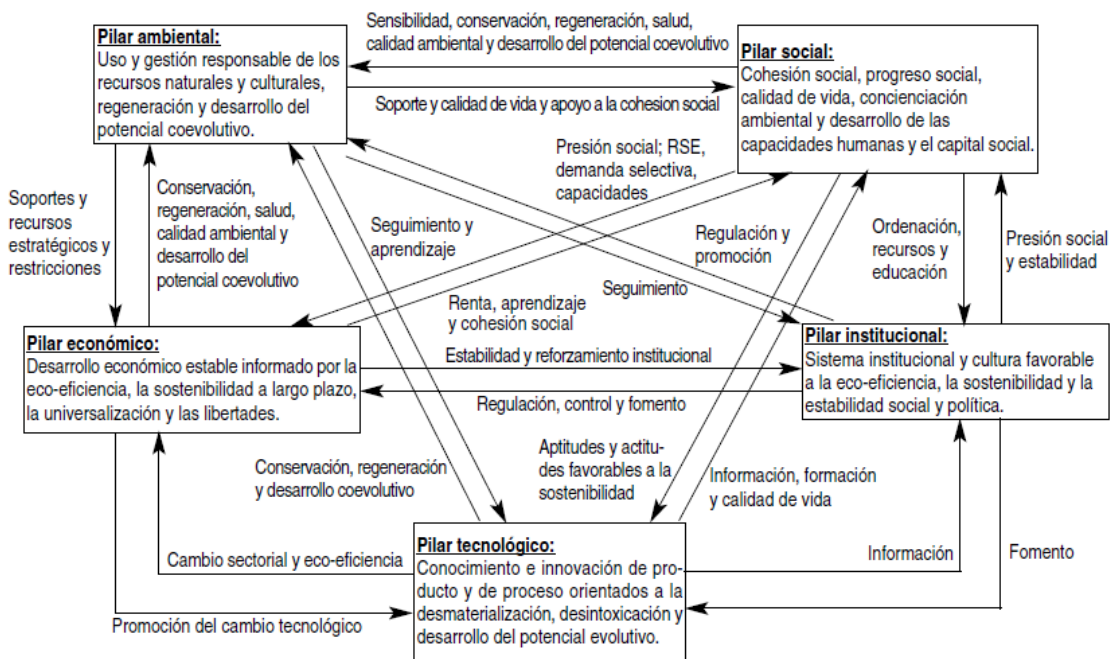 Pilar ambiental:
Uso y gestión responsable de los
recursos naturales y culturales,
regeneración y desarrollo del
potencial coevolutivo.
Sensibilidad, conservación, regeneración, salud,
calidad ambiental y desarrollo del potencial coevolutivo
Soporte y calidad de vida y apoyo a la cohesion social
Pilar social:
Cohesión social, progreso social,
calidad de vida, concienciación
ambiental y desarrollo de las
capacidades humanas y el capital social.
Soportes y
recursos
estratégicos y
restricciones
Conservación,
regeneración, salud,
calidad ambiental y
desarrollo del
potencial coevolutivo
Presión social; RSE,
demanda selectiva,
capacidades
Seguimiento y
aprendizaje
Regulación y
promoción
Ordenación,
recursos y
educación
Presión social
y estabilidad
Seguimiento
Renta, aprendizaje
y cohesión social
Pilar económico:
Desarrollo económico estable informado por la
eco-eficiencia, la sostenibilidad a largo plazo,
la universalización y las libertades.
Estabilidad y reforzamiento institucional
Regulación, control y fomento
Pilar institucional:
Sistema institucional y cultura favorable
a la eco-eficiencia, la sostenibilidad y la
estabilidad social y política.
Conservación, regeneración
y desarrollo coevolutivo
Aptitudes y actitu-
des favorables a la
sostenibilidad
Información, formación
y calidad de vida
Cambio sectorial y eco-eficiencia
Pilar tecnológico:
Conocimiento e innovación de pro-
ducto y de proceso orientados a la
desmaterialización, desintoxicación y
desarrollo del potencial evolutivo.
Información
Fomento
Promoción del cambio tecnológico